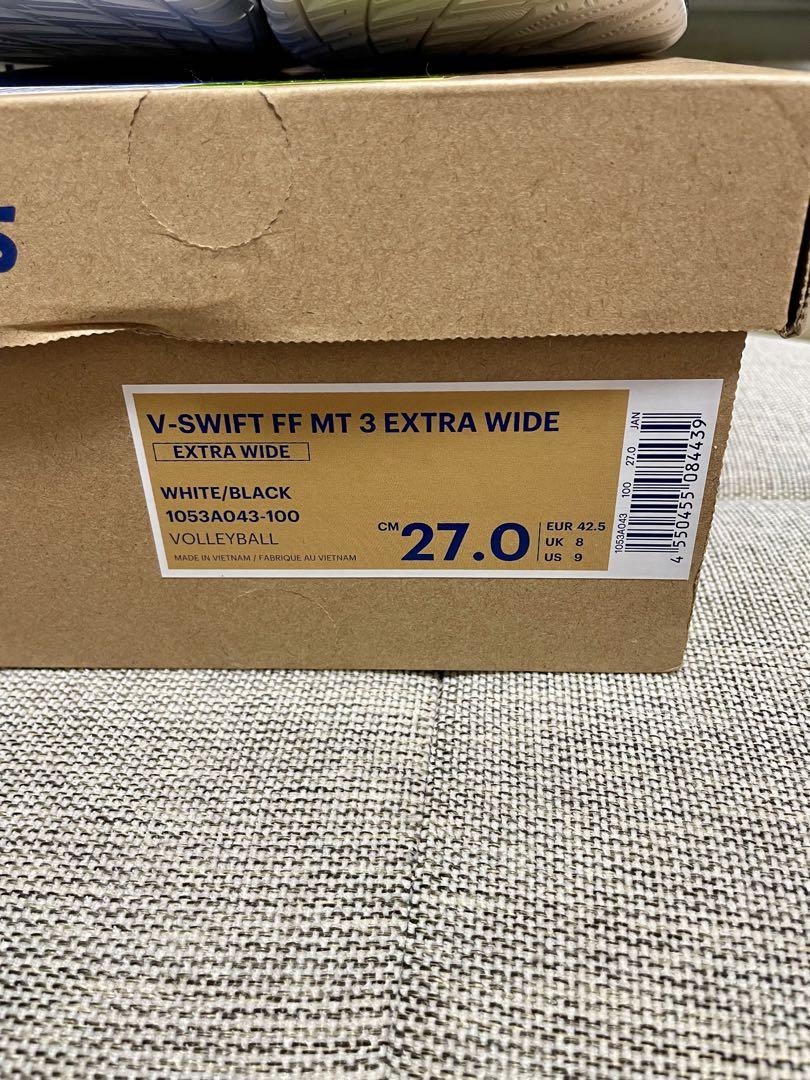 V-SWIFT FF MT 3 EXTRA WIDE
EXTRA WIDE
WHITE/BLACK
1053A043-100
VOLLEYBALL
MADE IN VIETNAM / FABRIQUE AU VIETNAM
CM 27.0
EUR 42.5
UK 8
US 9
1053A043 100 27.0 JAN
4 550455 084439